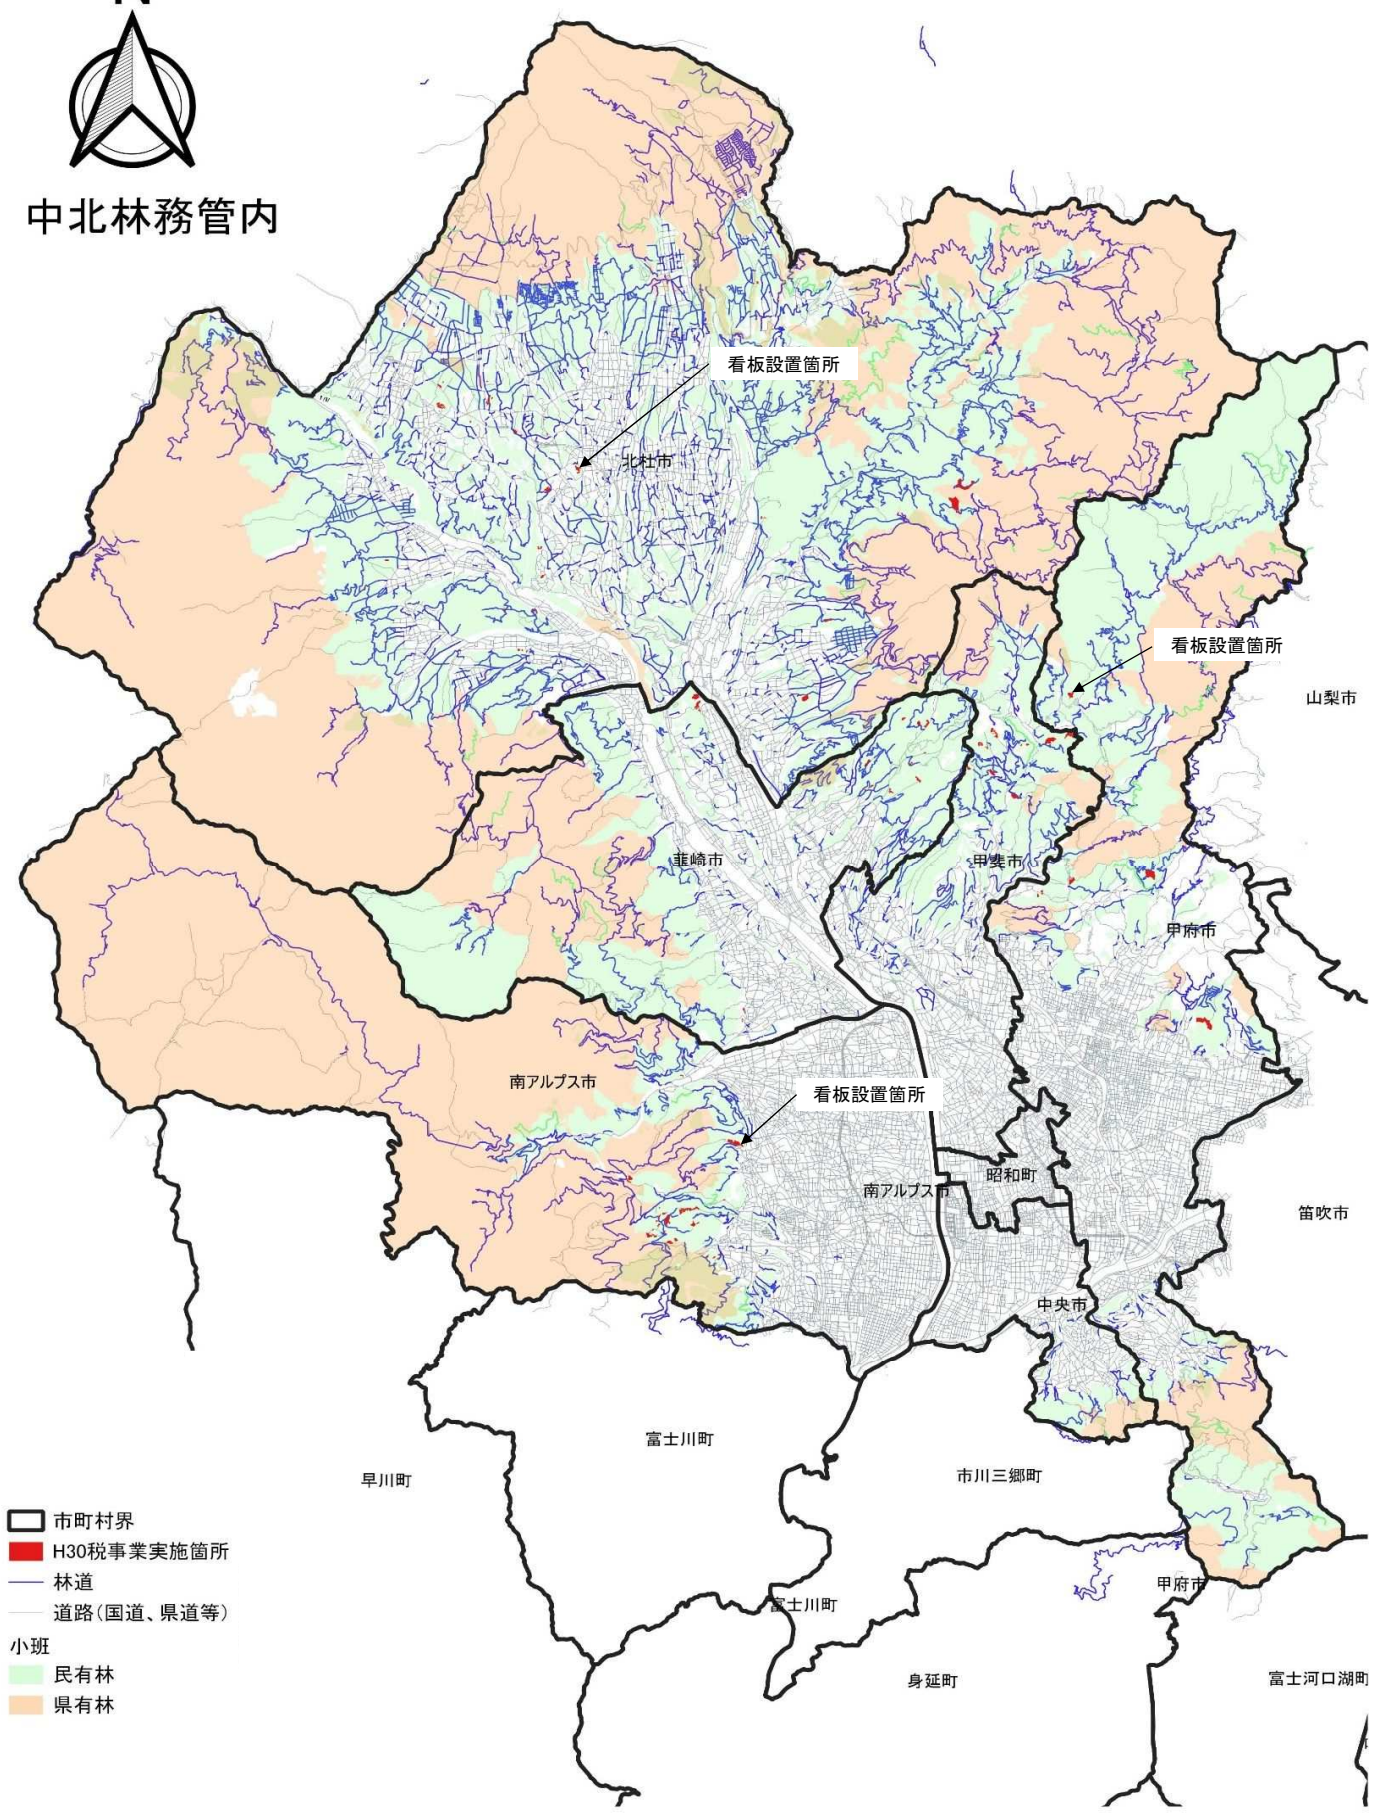 N
中北林務管内
看板設置箇所
北杜市
看板設置箇所
山梨市
韮崎市
甲斐市
甲府市
南アルプス市
看板設置箇所
南アルプス市
昭和町
笛吹市
中央市
富士川町
早川町
市川三郷町
市町村界
H30税事業実施箇所
林道
道路(国道、県道等)
小班
民有林
県有林
甲府市
富士川町
身延町
富士河口湖町